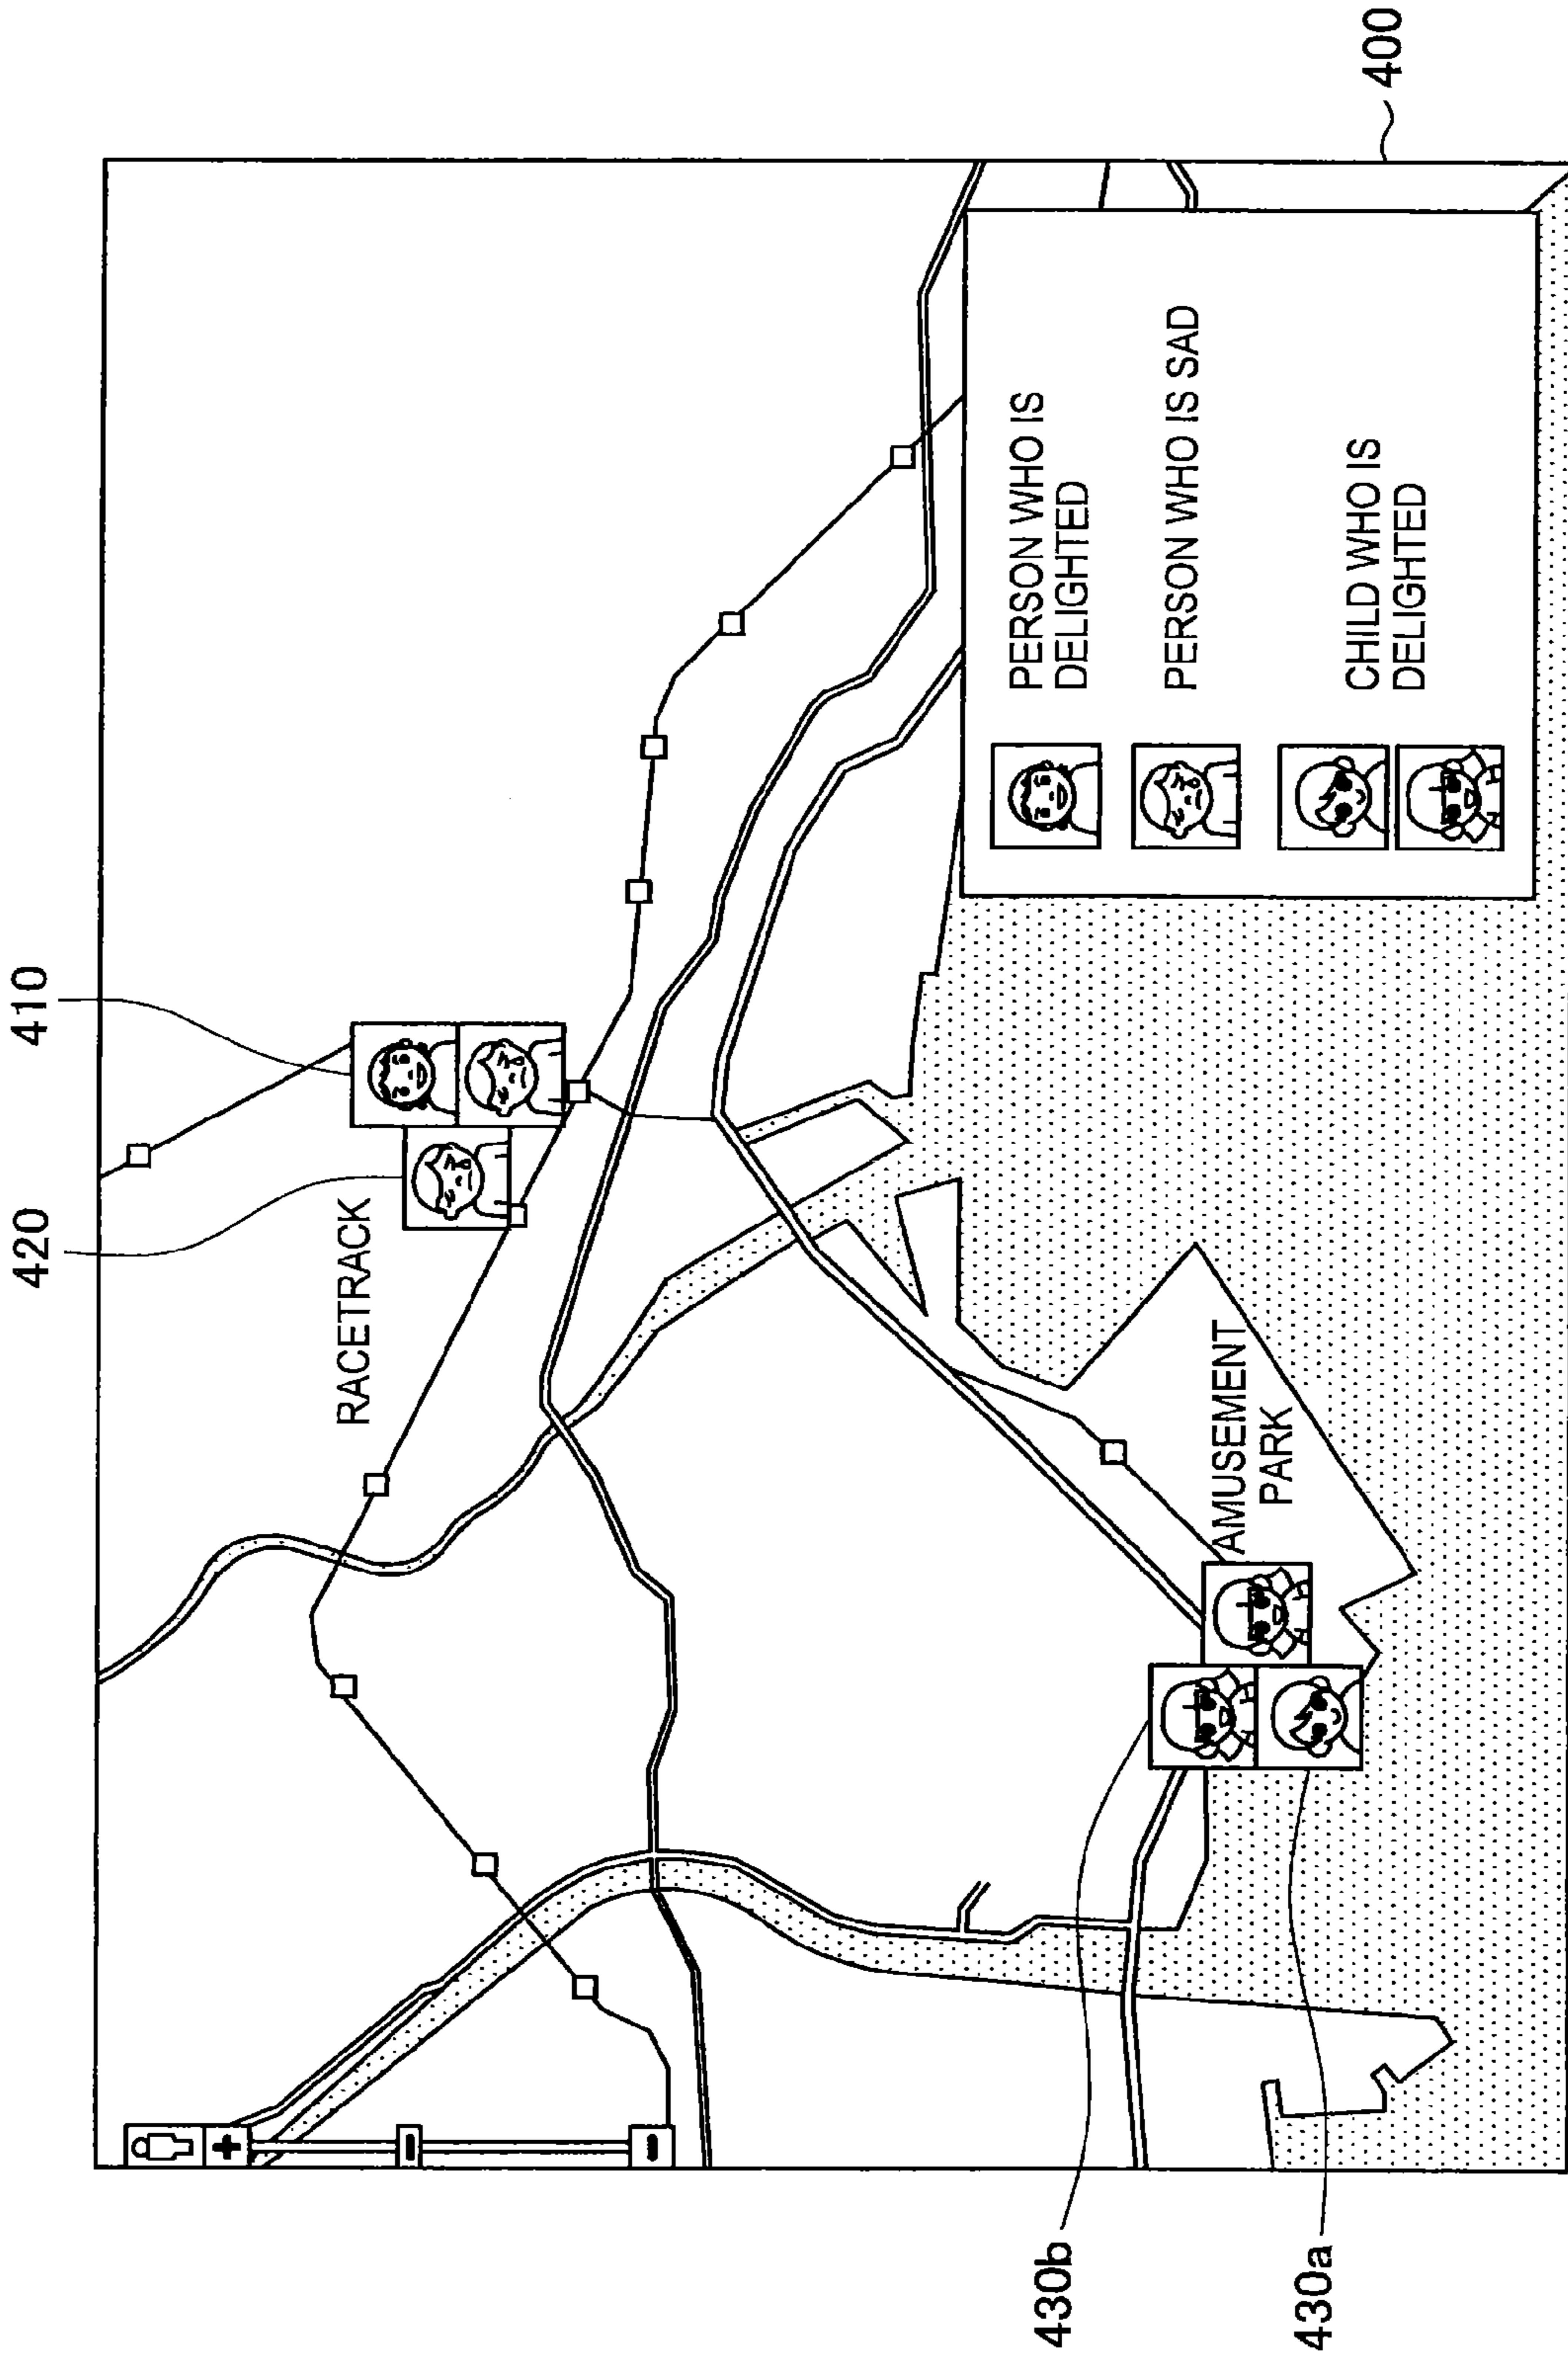 410
420
RACETRACK
PERSON WHO IS
DELIGHTED
PERSON WHO IS SAD
CHILD WHO IS
DELIGHTED
AMUSEMENT
PARK
430b
430a
400